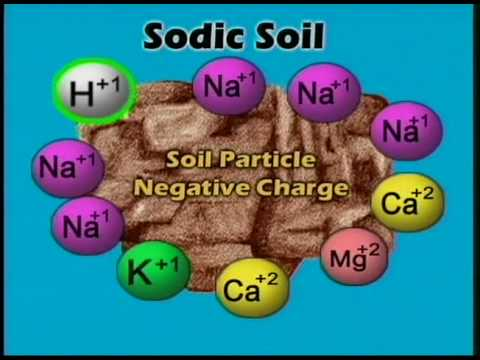 Sodic Soil
H+1
Na+1
Na+1
Na+1
Na+1
Soil Particle
Negative Charge
Ca+2
Na+1
Mg+2
K+1
Ca+2